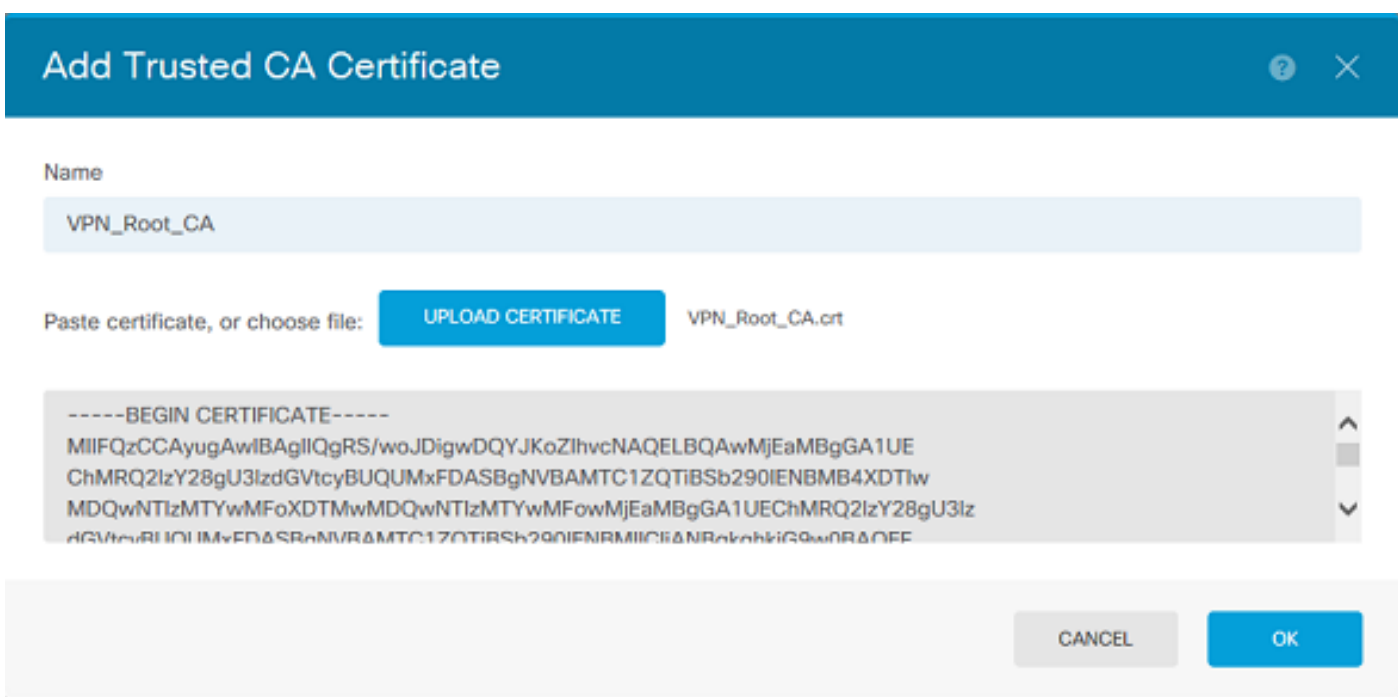 Add Trusted CA Certificate
Name
VPN_Root_CA
Paste certificate, or choose file: UPLOAD CERTIFICATE VPN_Root_CA.crt
-----BEGIN CERTIFICATE-----
MIIFQzCCAyugAwIBAgIIQgRS/woJDigwDQYJKoZIhvcNAQELBQAwMjEaMBgGA1UE
ChMRQ2lzY28gU3lzdGVtcyBUQUMxFDASBgNVBAMTC1ZQTiBSb290IENBMB4XDTIw
MDQwNTIzMTYwMFoXDTMwMDQwNTIzMTYwMFowMjEaMBgGA1UEChMRQ2lzY28gU3lz
dGVtcyBUQUMxFDASBgNVBAMTC1ZQTiBSb290IENBMIICIjANBgkqhkiG9w0BAQEF
CANCEL OK